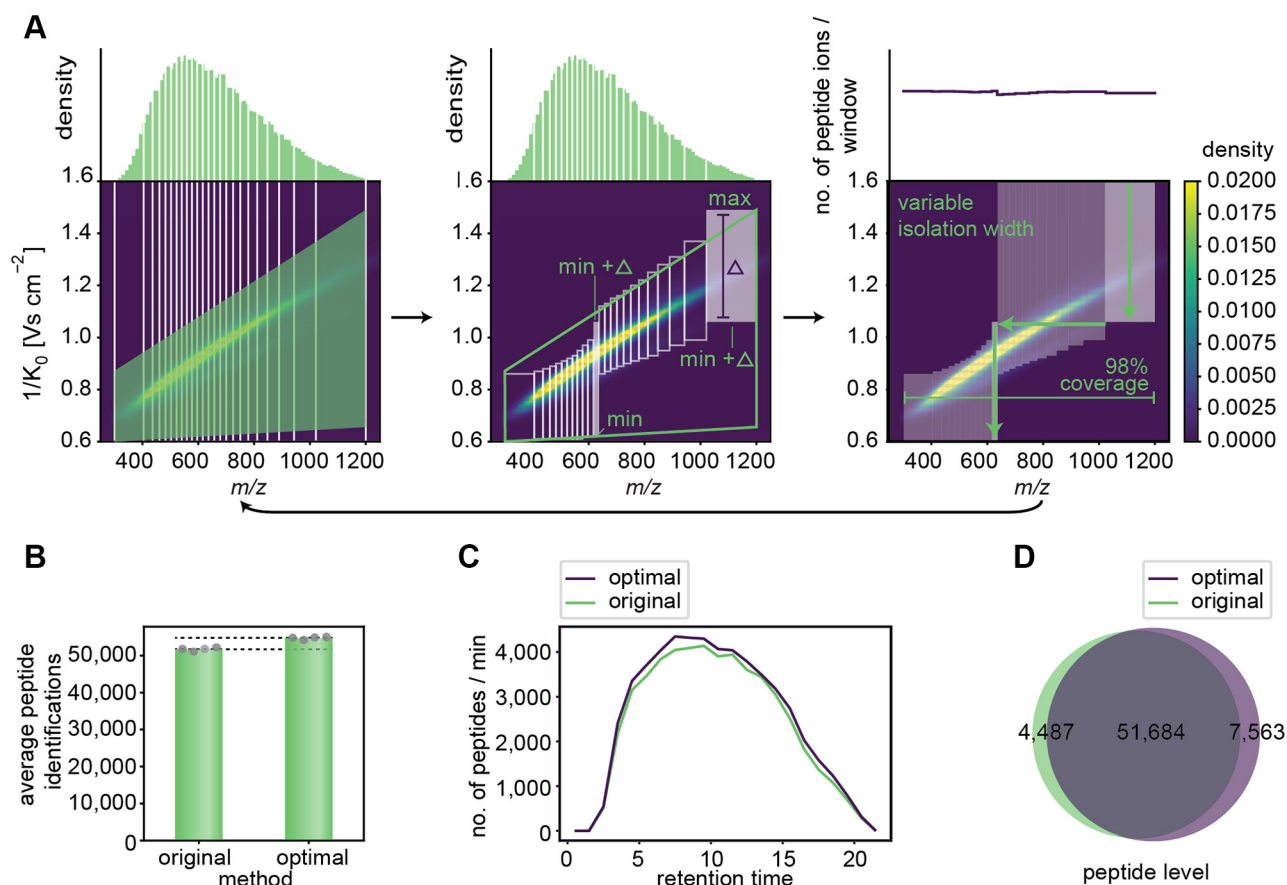 A
density
1.6
1.4
1.2
1.0
0.8
0.6
1/K0 [Vs cm−2]
400 600 800 1000 1200
m/z
density
1.6
1.4
1.2
1.0
0.8
0.6
max
min +Δ
Δ
min +Δ
min
400 600 800 1000 1200
m/z
no. of peptide ions /
window
1.6
1.4
1.2
1.0
0.8
0.6
variable
isolation width
98%
coverage
400 600 800 1000 1200
m/z
density
0.0200
0.0175
0.0150
0.0125
0.0100
0.0075
0.0050
0.0025
0.0000
B
average peptide
identifications
50,000
40,000
30,000
20,000
10,000
0
original optimal
method
C
optimal
original
no. of peptides / min
4,000
3,000
2,000
1,000
0
0 5 10 15 20
retention time
D
optimal
original
4,487 51,684 7,563
peptide level